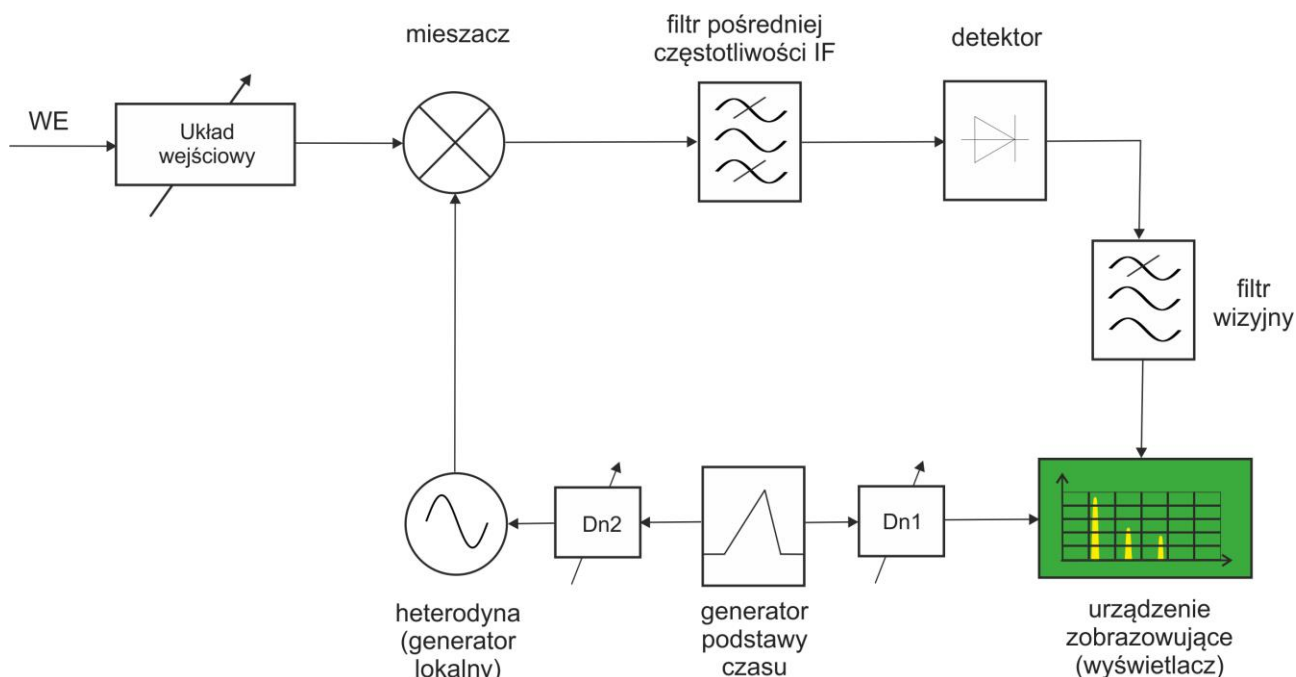 mieszacz
filtr pośredniej
częstotliwości IF
detektor
WE
Układ
wejściowy
filtr
wizyjny
Dn2
Dn1
heterodyna
(generator
lokalny)
generator
podstawy
czasu
urządzenie
zobrazowujące
(wyświetlacz)